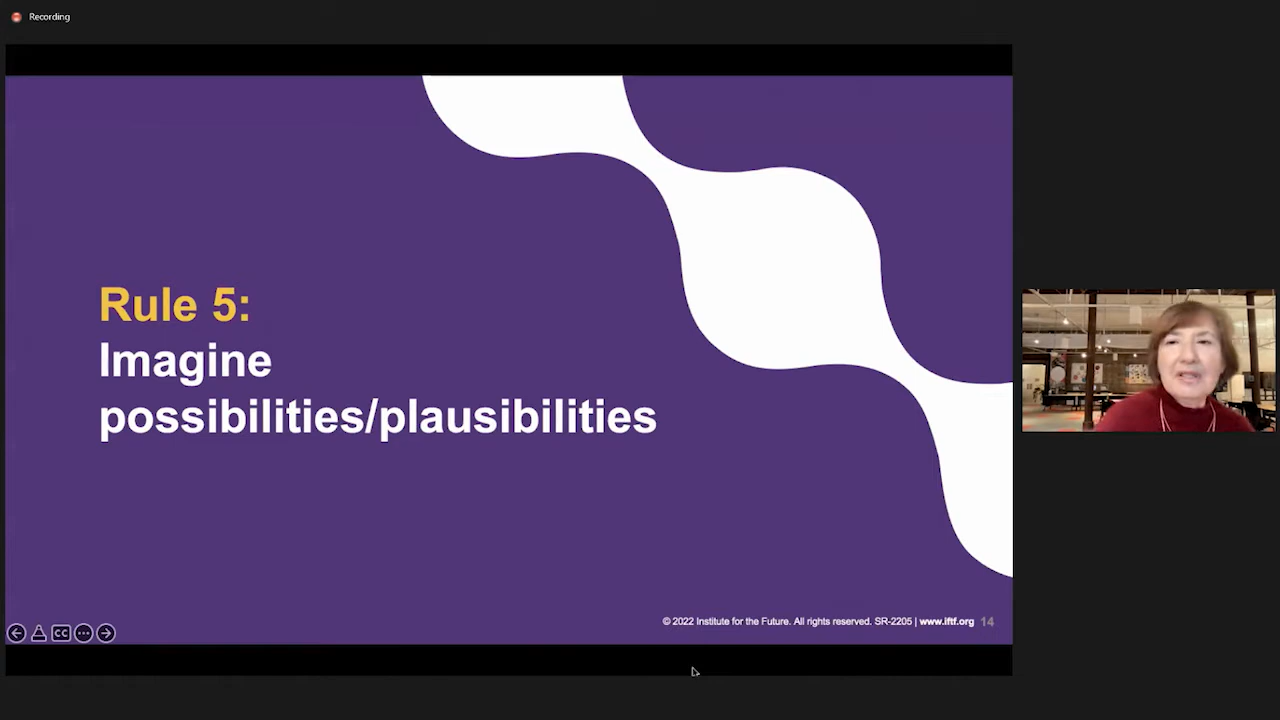 Recording
Rule 5:
Imagine
possibilities/plausibilities
CC
© 2022 Institute for the Future. All rights reserved. SR-2205 | www.iftf.org 14